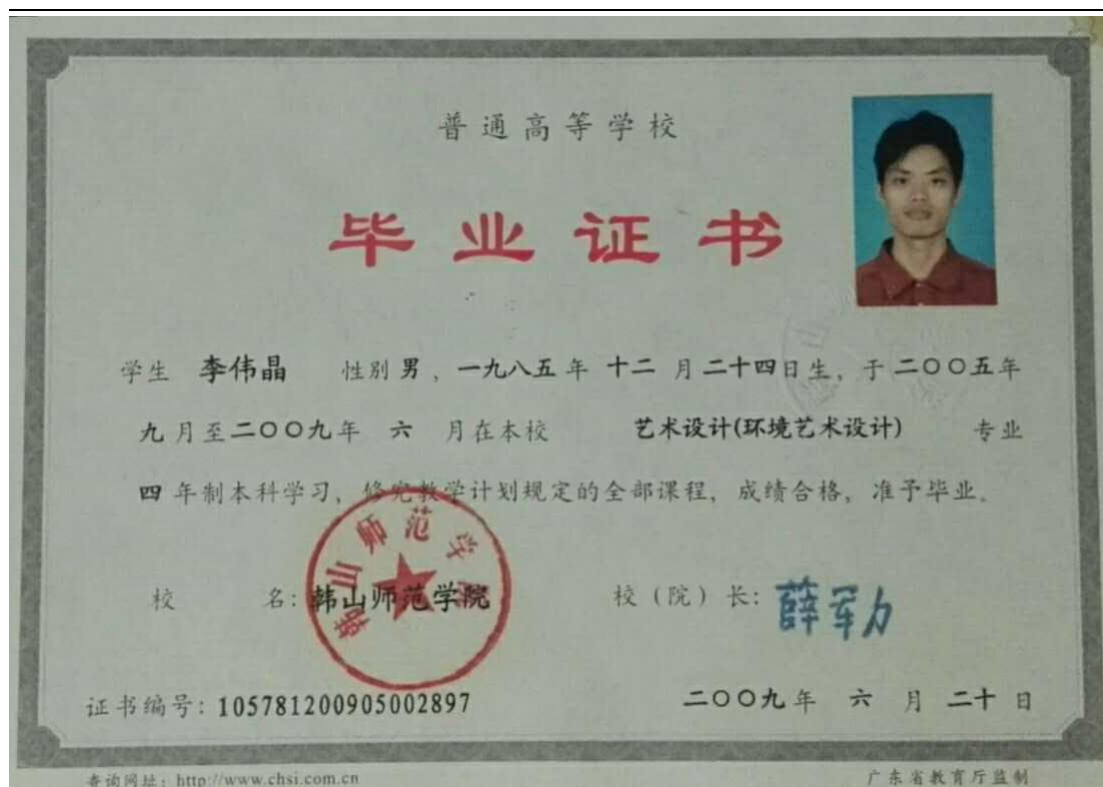 普通高等学校
毕业证书
学生 李伟晶 性别 男 ，一九八五 年 十二 月 二十四 日生，于 二〇〇五 年
九 月至 二〇〇九 年 六 月在本校 艺术设计(环境艺术设计) 专业
四 年制本科学习，修完教学计划规定的全部课程，成绩合格，准予毕业。
韩山师范学院
校 名：韩山师范学院 校（院）长：薛军力
证书编号：105781200905002897 二〇〇九 年 六 月 二十 日
查询网址：http://www.chsi.com.cn 广东省教育厅监制